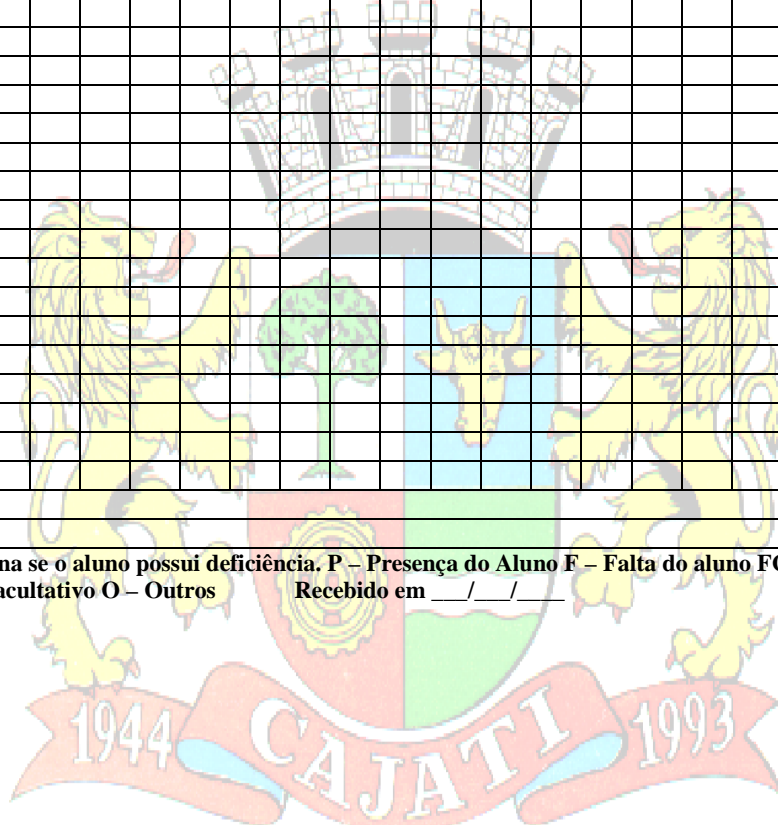 na se o aluno possui deficiência. P – Presença do Aluno F – Falta do aluno
acultativo O – Outros Recebido em ___/___/____
1944 CAJATI 1993